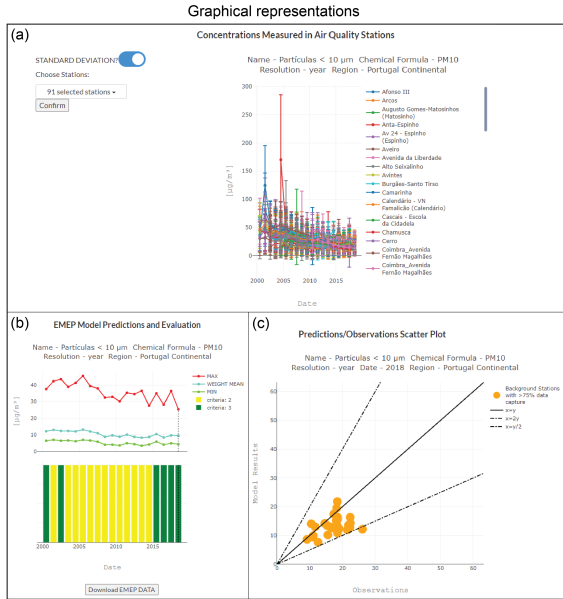 Graphical representations
(a)
Concentrations Measured in Air Quality Stations
STANDARD DEVIATION?
Choose Stations:
91 selected stations
Confirm
Name - Partículas < 10 µm Chemical Formula - PM10
Resolution - year Region - Portugal Continental
300
250
200
150
100
50
0
[µg/m³]
2000
2005
2010
2015
Date
Afonso III
Arcos
Augusto Gomes-Matosinhos
(Matosinho)
Anta-Espinho
Av 24 - Espinho
(Espinho)
Aveiro
Avenida da Liberdade
Alto Seixalinho
Avintes
Burgães-Santo Tirso
Camarinha
Calendário - VN
Famalicão (Calendário)
Cascais - Escola
da Cidadela
Chamusca
cerro
Coimbra_Avenida
Fernão Magalhães
Coimbra_Avenida
Fernão Magalhães
(b)
EMEP Model Predictions and Evaluation
Name - Partículas < 10 µm Chemical Formula - PM10
Resolution - year Region - Portugal Continental
40
20
0
[µg/m³]
MAX
WEIGHT MEAN
MIN
criteria: 2
criteria: 3
2000
2005
2010
2015
Date
Download EMEP DATA
(c)
Predictions/Observations Scatter Plot
Name - Partículas < 10 µm Chemical Formula - PM10
Resolution - year Date - 2018 Region - Portugal Continental
60
50
40
30
20
10
0
Model Results
0
10
20
30
40
50
60
Observations
Background Stations
with >75% data
capture
x=y
x=2y
x=y/2